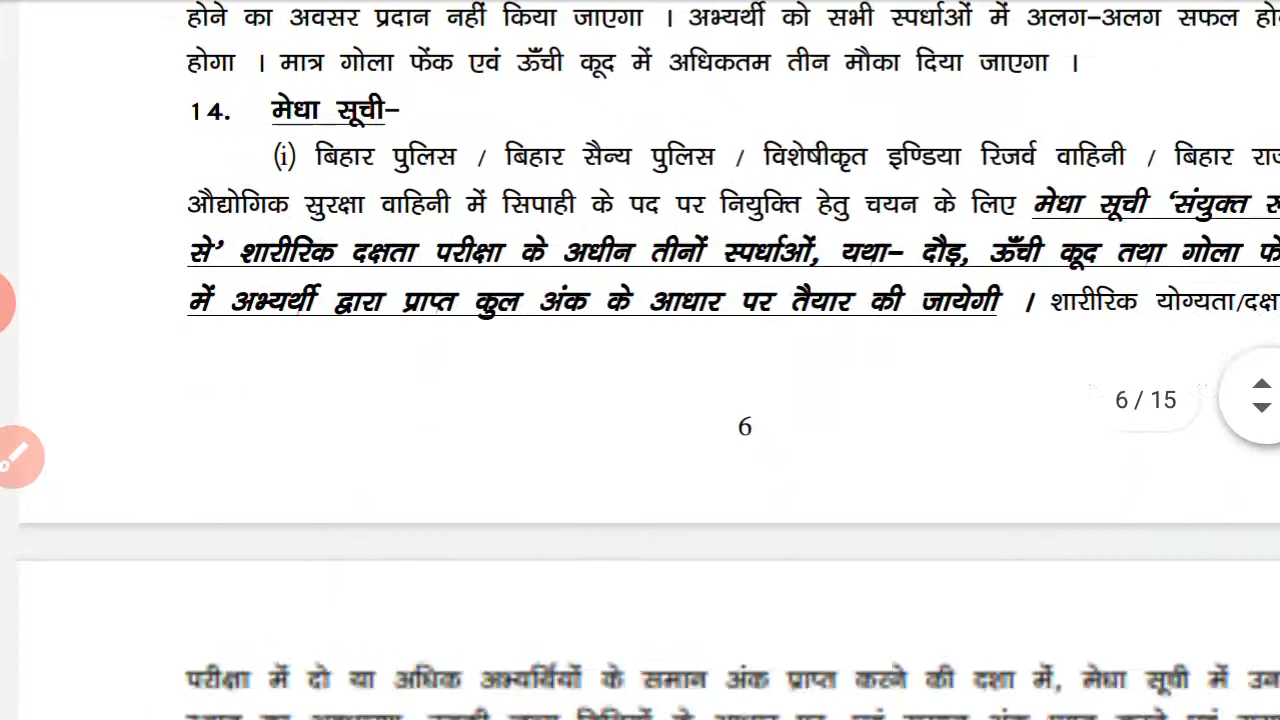 होने का अवसर प्रदान नहीं किया जाएगा । अभ्यर्थी को सभी स्पर्धाओं में अलग-अलग सफल
होगा । मात्र गोला फेंक एवं ऊँची कूद में अधिकतम तीन मौका दिया जाएगा ।
14. मेधा सूची-
(i) बिहार पुलिस / बिहार सैन्य पुलिस / विशेषीकृत इण्डिया रिजर्व वाहिनी / बिहार
औद्योगिक सुरक्षा वाहिनी में सिपाही के पद पर नियुक्ति हेतु चयन के लिए मेधा सूची ‘संयुक्त
से’ शारीरिक दक्षता परीक्षा के अधीन तीनों स्पर्धाओं, यथा- दौड़, ऊँची कूद तथा गोला
में अभ्यर्थी द्वारा प्राप्त कुल अंक के आधार पर तैयार की जायेगी । शारीरिक योग्यता/
6 / 15
6
परीक्षा में दो या अधिक अभ्यर्थियों के समान अंक प्राप्त करने की दशा में, मेधा सूची में